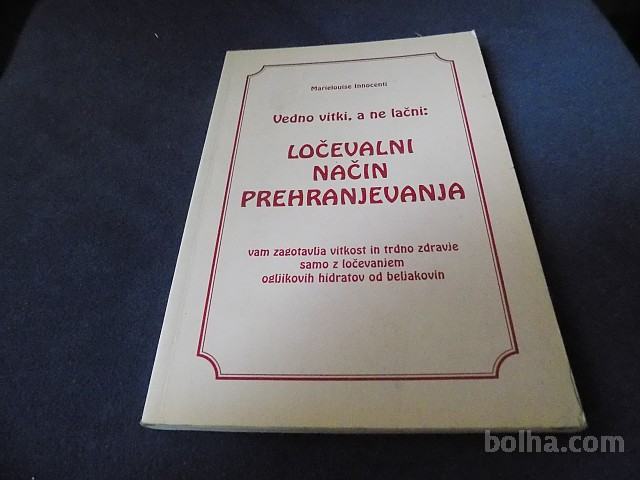 Marielouise Innocenti
Vedno vitki, a ne lačni:
LOČEVALNI
NAČIN
PREHRANJEVANJA
vam zagotavlja vitkost in trdno zdravje
samo z ločevanjem
ogljikovih hidratov od beljakovin
bolha.com